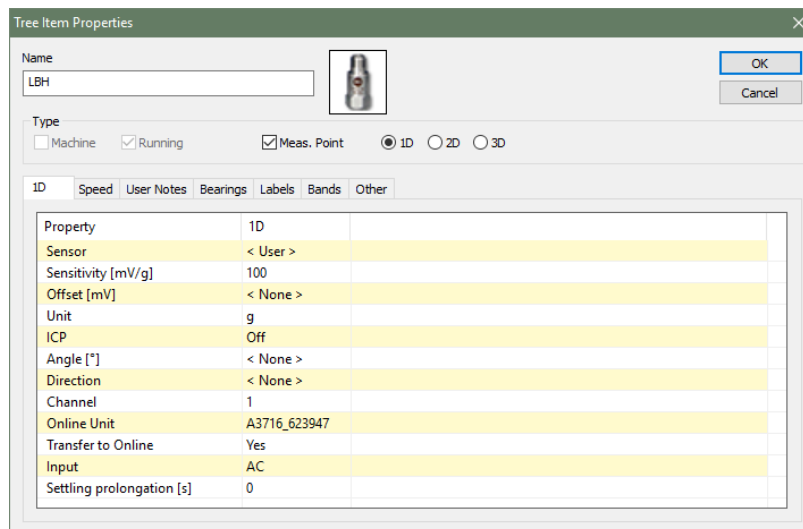 Tree Item Properties
Name
OK
LBH
Cancel
Type
Machine Running Meas. Point 1D 2D 3D
1D Speed User Notes Bearings Labels Bands Other
Property 1D
Sensor < User >
Sensitivity [mV/g] 100
Offset [mV] < None >
Unit g
ICP Off
Angle [°] < None >
Direction < None >
Channel 1
Online Unit A3716_623947
Transfer to Online Yes
Input AC
Settling prolongation [s] 0